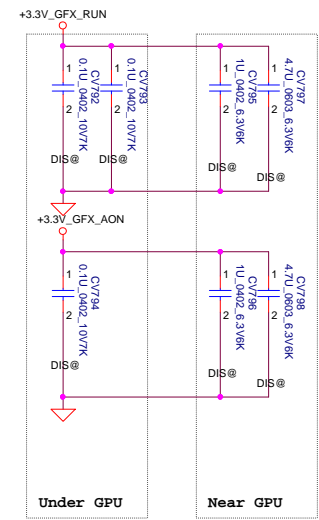 +3.3V_GFX_RUN
1
2
CV792
0.1U_0402_10V7K
DIS@
1
2
CV793
0.1U_0402_10V7K
DIS@
1
2
CV795
1U_0402_6.3V6K
DIS@
1
2
CV797
4.7U_0603_6.3V6K
DIS@
+3.3V_GFX_AON
1
2
CV794
0.1U_0402_10V7K
DIS@
1
2
CV796
1U_0402_6.3V6K
DIS@
1
2
CV798
4.7U_0603_6.3V6K
DIS@
Under GPU
Near GPU